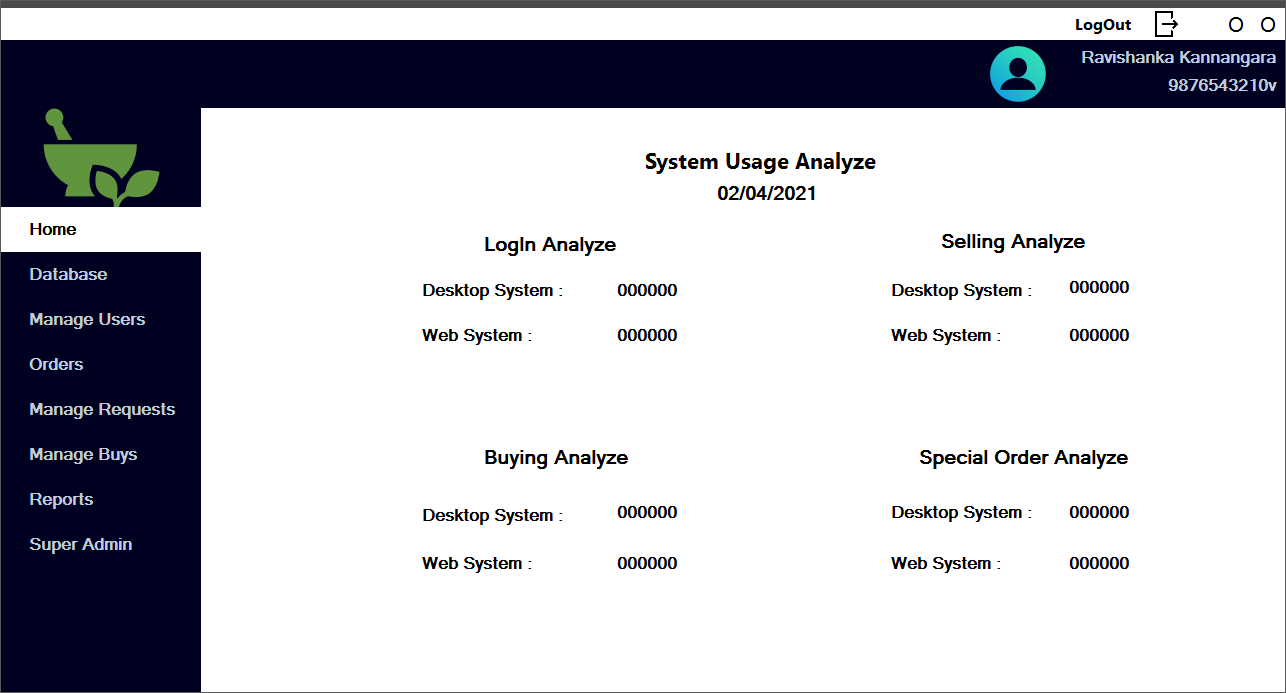 LogOut
O O
Ravishanka Kannangara
9876543210v
Home
Database
Manage Users
Orders
Manage Requests
Manage Buys
Reports
Super Admin
System Usage Analyze
02/04/2021
LogIn Analyze
Desktop System : 000000
Web System : 000000
Selling Analyze
Desktop System : 000000
Web System : 000000
Buying Analyze
Desktop System : 000000
Web System : 000000
Special Order Analyze
Desktop System : 000000
Web System : 000000